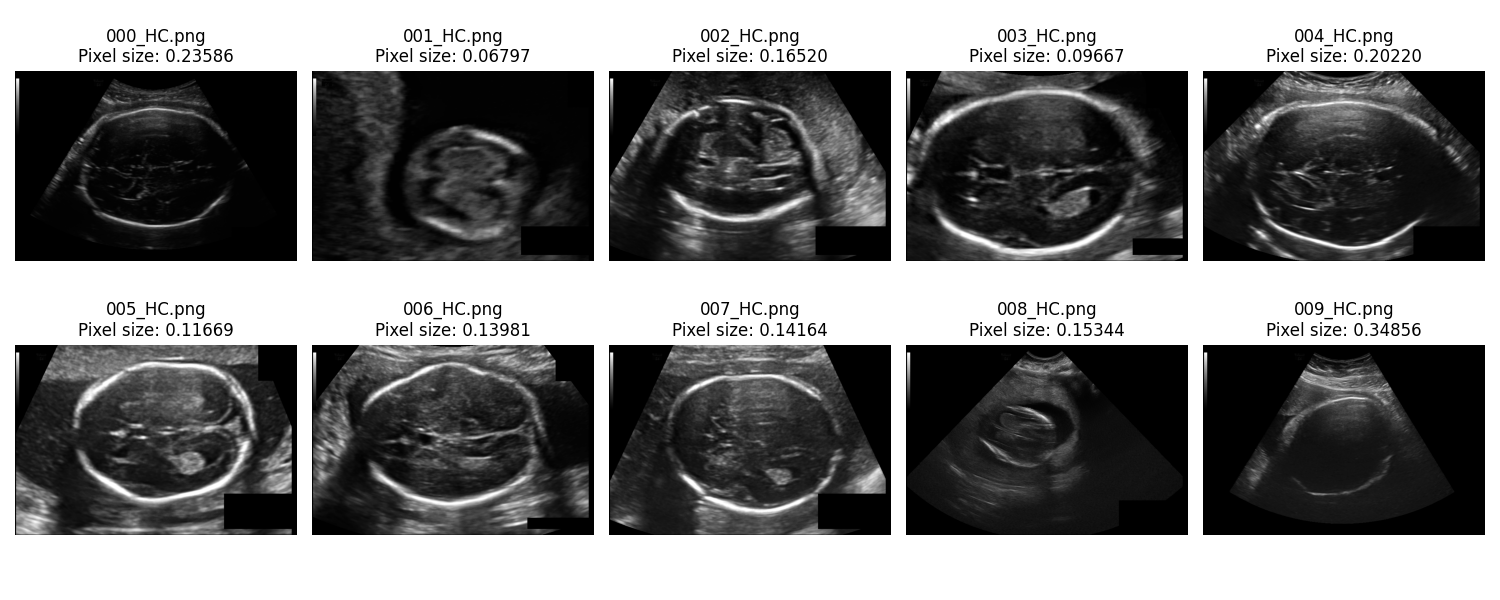 000_HC.png
Pixel size: 0.23586
001_HC.png
Pixel size: 0.06797
002_HC.png
Pixel size: 0.16520
003_HC.png
Pixel size: 0.09667
004_HC.png
Pixel size: 0.20220
005_HC.png
Pixel size: 0.11669
006_HC.png
Pixel size: 0.13981
007_HC.png
Pixel size: 0.14164
008_HC.png
Pixel size: 0.15344
009_HC.png
Pixel size: 0.34856